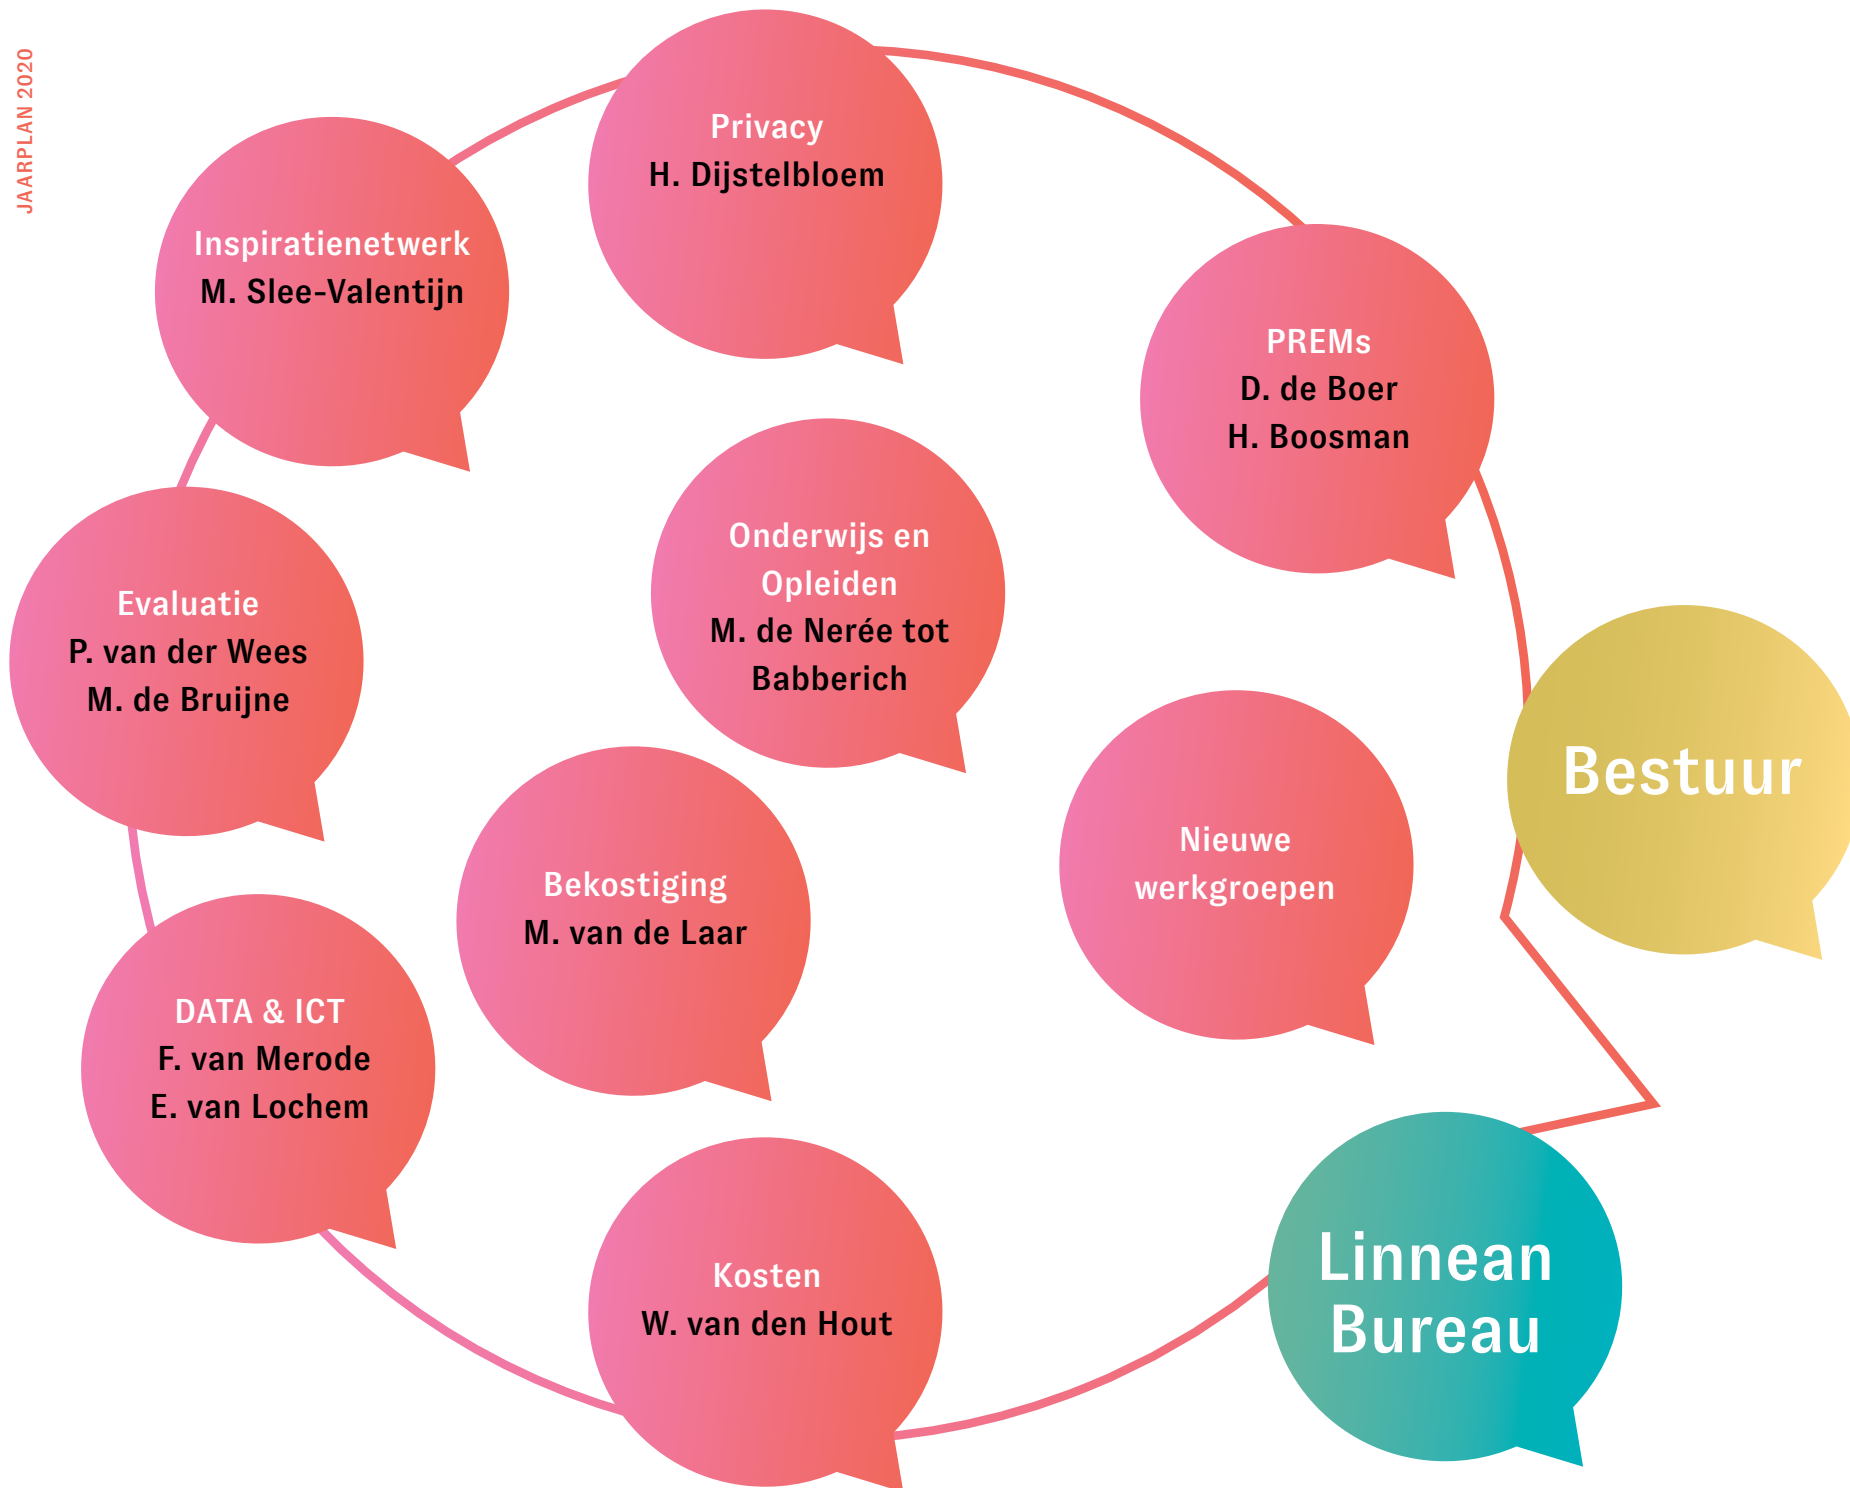 JAARPLAN 2020
Privacy
H. Dijstelbloem
Inspiratienetwerk
M. Slee-Valentijn
PREMs
D. de Boer
H. Boosman
Onderwijs en
Opleiden
M. de Nerée tot
Babberich
Evaluatie
P. van der Wees
M. de Bruijne
Bestuur
Nieuwe
werkgroepen
Bekostiging
M. van de Laar
DATA & ICT
F. van Merode
E. van Lochem
Kosten
W. van den Hout
Linnean
Bureau